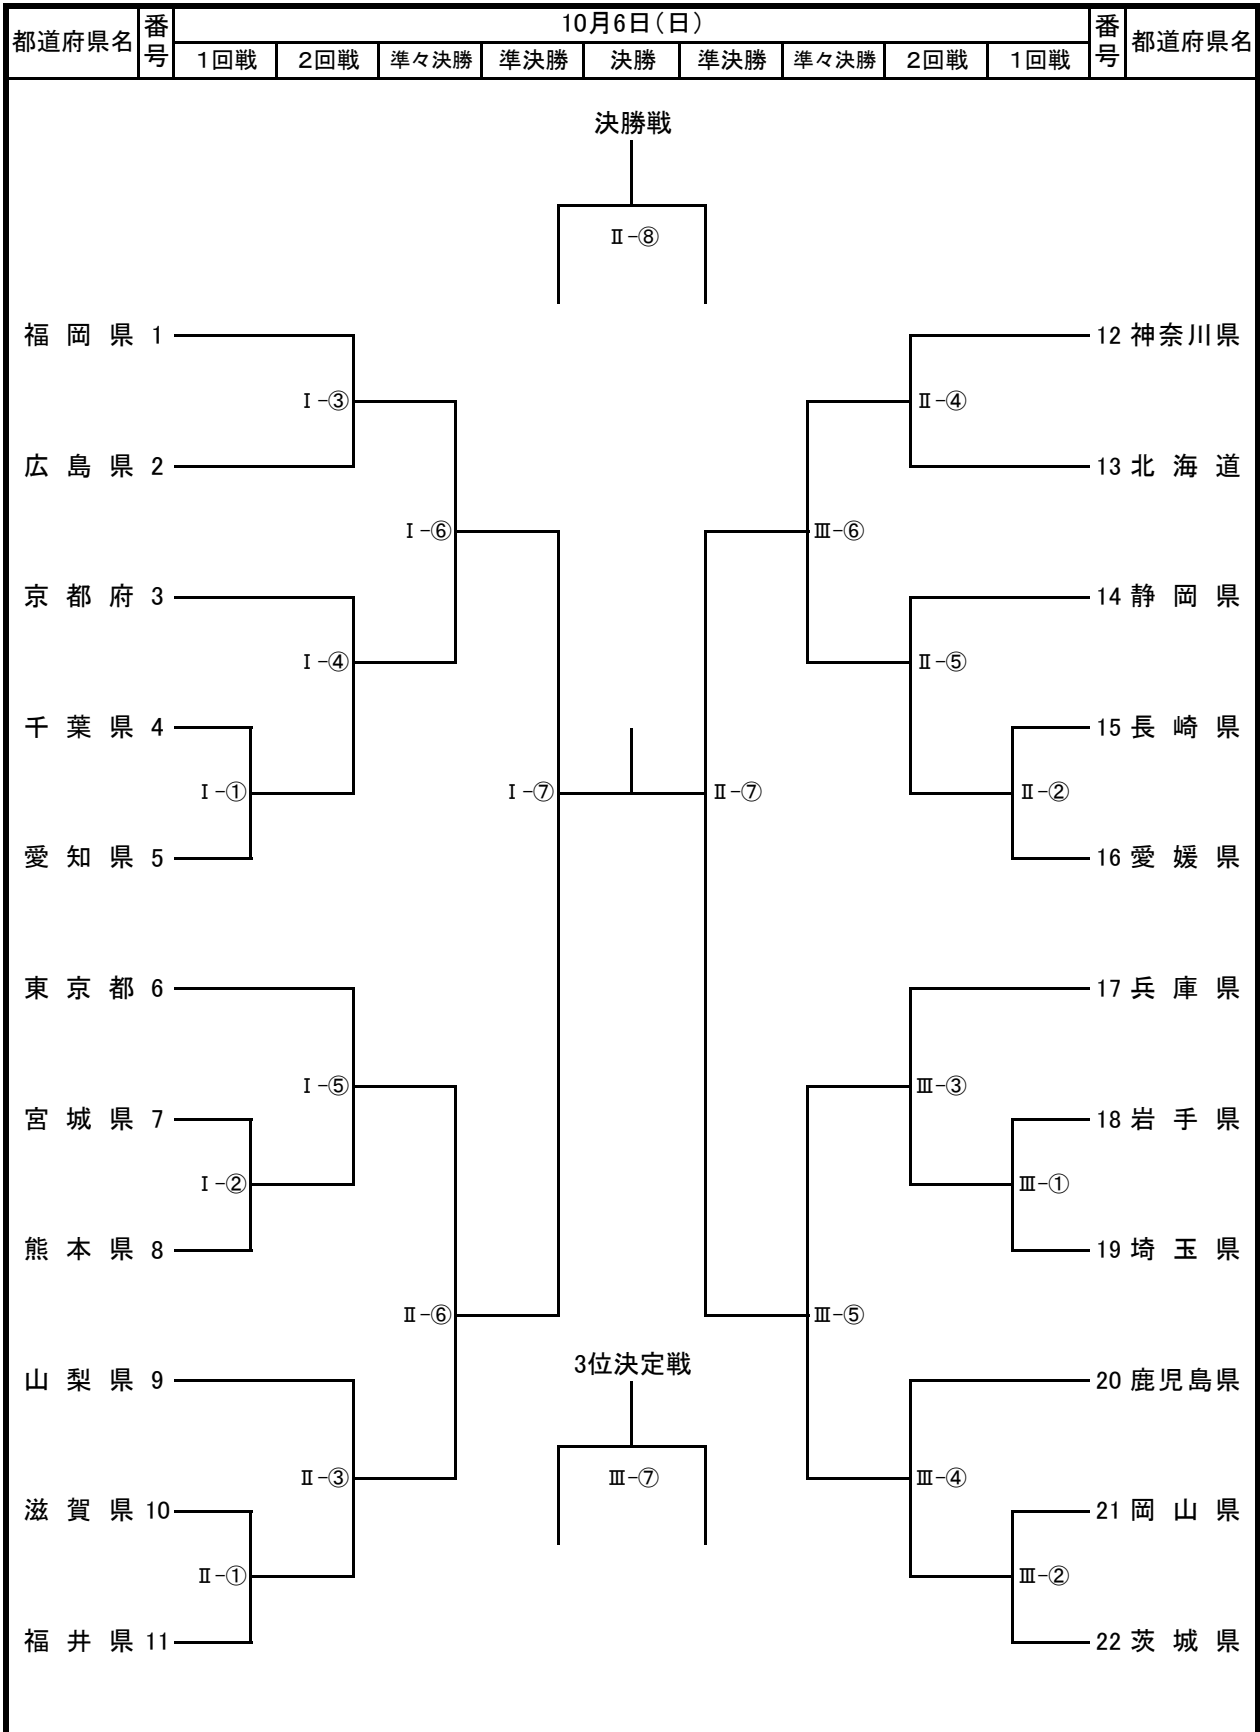 都道府県名 番号 10月6日(日) 番号 都道府県名
1回戦 2回戦 準々決勝 準決勝 決勝 準決勝 準々決勝 2回戦 1回戦
決勝戦
Ⅱ-⑧
福岡県 1 12 神奈川県
Ⅰ-③ Ⅱ-④
広島県 2 13 北海道
Ⅰ-⑥ Ⅲ-⑥
京都府 3 14 静岡県
Ⅰ-④ Ⅱ-⑤
千葉県 4 15 長崎県
Ⅰ-① Ⅰ-⑦ Ⅱ-⑦ Ⅱ-②
愛知県 5 16 愛媛県
東京都 6 17 兵庫県
Ⅰ-⑤ Ⅲ-③
宮城県 7 18 岩手県
Ⅰ-② Ⅲ-①
熊本県 8 19 埼玉県
Ⅱ-⑥ Ⅲ-⑤
3位決定戦
山梨県 9 20 鹿児島県
Ⅱ-③ Ⅲ-⑦ Ⅲ-④
滋賀県 10 21 岡山県
Ⅱ-① Ⅲ-②
福井県 11 22 茨城県